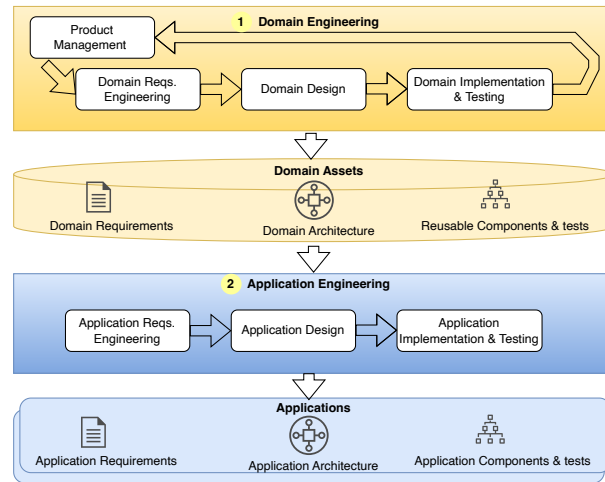 1 Domain Engineering
Product
Management
Domain Reqs.
Engineering
Domain Design
Domain Implementation
& Testing
Domain Assets
Domain Requirements
Domain Architecture
Reusable Components & tests
2 Application Engineering
Application Reqs.
Engineering
Application Design
Application
Implementation & Testing
Applications
Application Requirements
Application Architecture
Application Components & tests